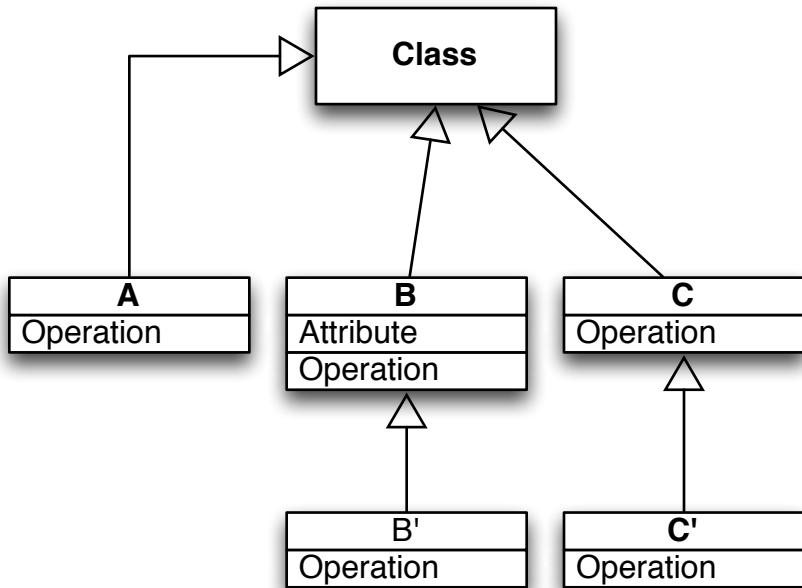 Class
A
Operation
B
Attribute
Operation
C
Operation
B'
Operation
C'
Operation